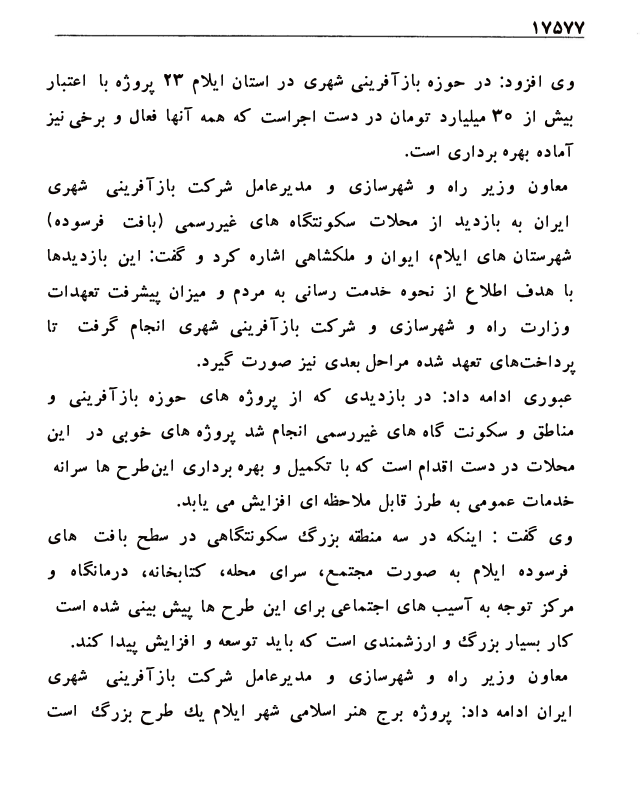 ۱۷۵۷۷
وی افزود: در حوزه بازآفرینی شهری در استان ایلام ۲۳ پروژه با اعتبار
بیش از ۳۰ میلیارد تومان در دست اجراست که همه آنها فعال و برخی نیز
آماده بهره برداری است.
معاون وزیر راه و شهرسازی و مدیرعامل شرکت بازآفرینی شهری
ایران به بازدید از محلات سکونتگاه های غیررسمی (بافت فرسوده)
شهرستان های ایلام، ایوان و ملکشاهی اشاره کرد و گفت: این بازدیدها
با هدف اطلاع از نحوه خدمت رسانی به مردم و میزان پیشرفت تعهدات
وزارت راه و شهرسازی و شرکت بازآفرینی شهری انجام گرفت تا
پرداخت‌های تعهد شده مراحل بعدی نیز صورت گیرد.
عبوری ادامه داد: در بازدیدی که از پروژه های حوزه بازآفرینی و
مناطق و سکونت گاه های غیررسمی انجام شد پروژه های خوبی در این
محلات در دست اقدام است که با تکمیل و بهره برداری این‌طرح ها سرانه
خدمات عمومی به طرز قابل ملاحظه ای افزایش می یابد.
وی گفت : اینکه در سه منطقه بزرگ سکونتگاهی در سطح بافت های
فرسوده ایلام به صورت مجتمع، سرای محله، کتابخانه، درمانگاه و
مرکز توجه به آسیب های اجتماعی برای این طرح ها پیش بینی شده است
کار بسیار بزرگ و ارزشمندی است که باید توسعه و افزایش پیدا کند.
معاون وزیر راه و شهرسازی و مدیرعامل شرکت بازآفرینی شهری
ایران ادامه داد: پروژه برج هنر اسلامی شهر ایلام یك طرح بزرگ است